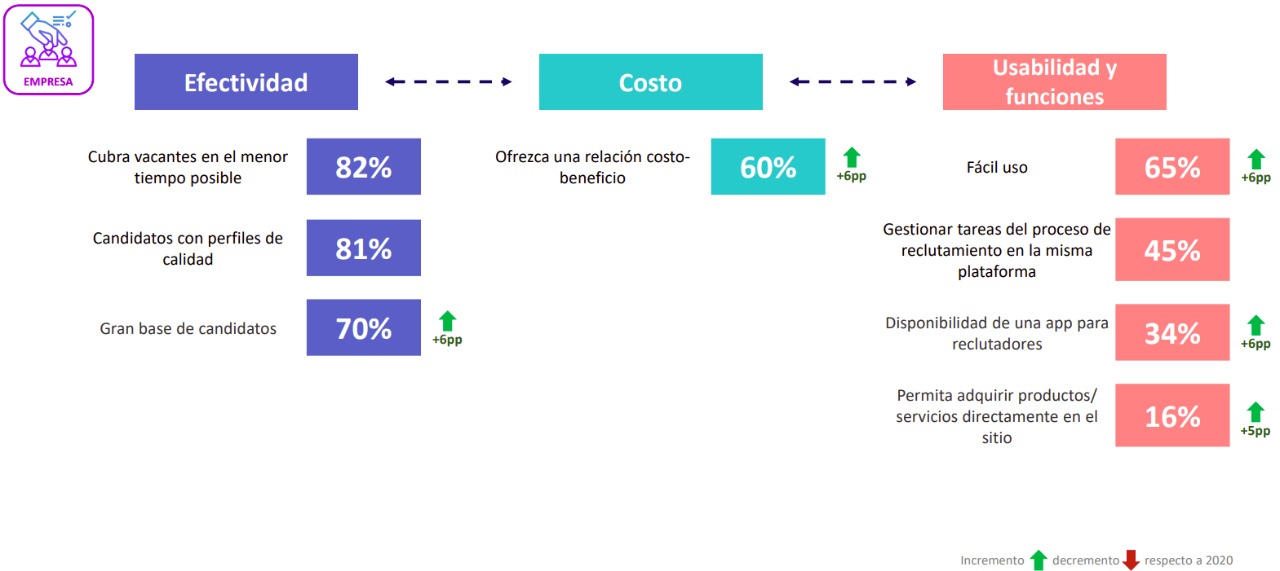 EMPRESA
Efectividad
Cubra vacantes en el menor
tiempo posible
82%
Candidatos con perfiles de
calidad
81%
Gran base de candidatos
70%
+6pp
Costo
Ofrezca una relación costo-
beneficio
60%
+6pp
Usabilidad y
funciones
Fácil uso
65%
+6pp
Gestionar tareas del proceso de
reclutamiento en la misma
plataforma
45%
Disponibilidad de una app para
reclutadores
34%
+6pp
Permita adquirir productos/
servicios directamente en el
sitio
16%
+5pp
Incremento decremento respecto a 2020